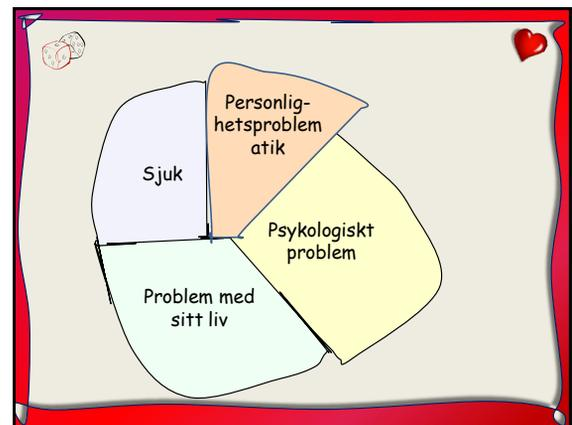 Personlig-
hetsproblem
atik
Sjuk
Psykologiskt
problem
Problem med
sitt liv